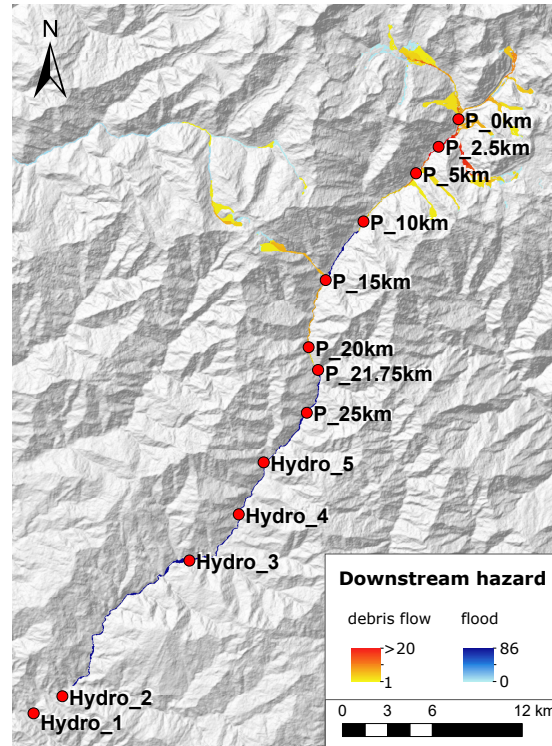 N
P_0km
P_2.5km
P_5km
P_10km
P_15km
P_20km
P_21.75km
P_25km
Hydro_5
Hydro_4
Hydro_3
Hydro_2
Hydro_1
Downstream hazard
debris flow flood
>20 86
1 0
0 3 6 12 km